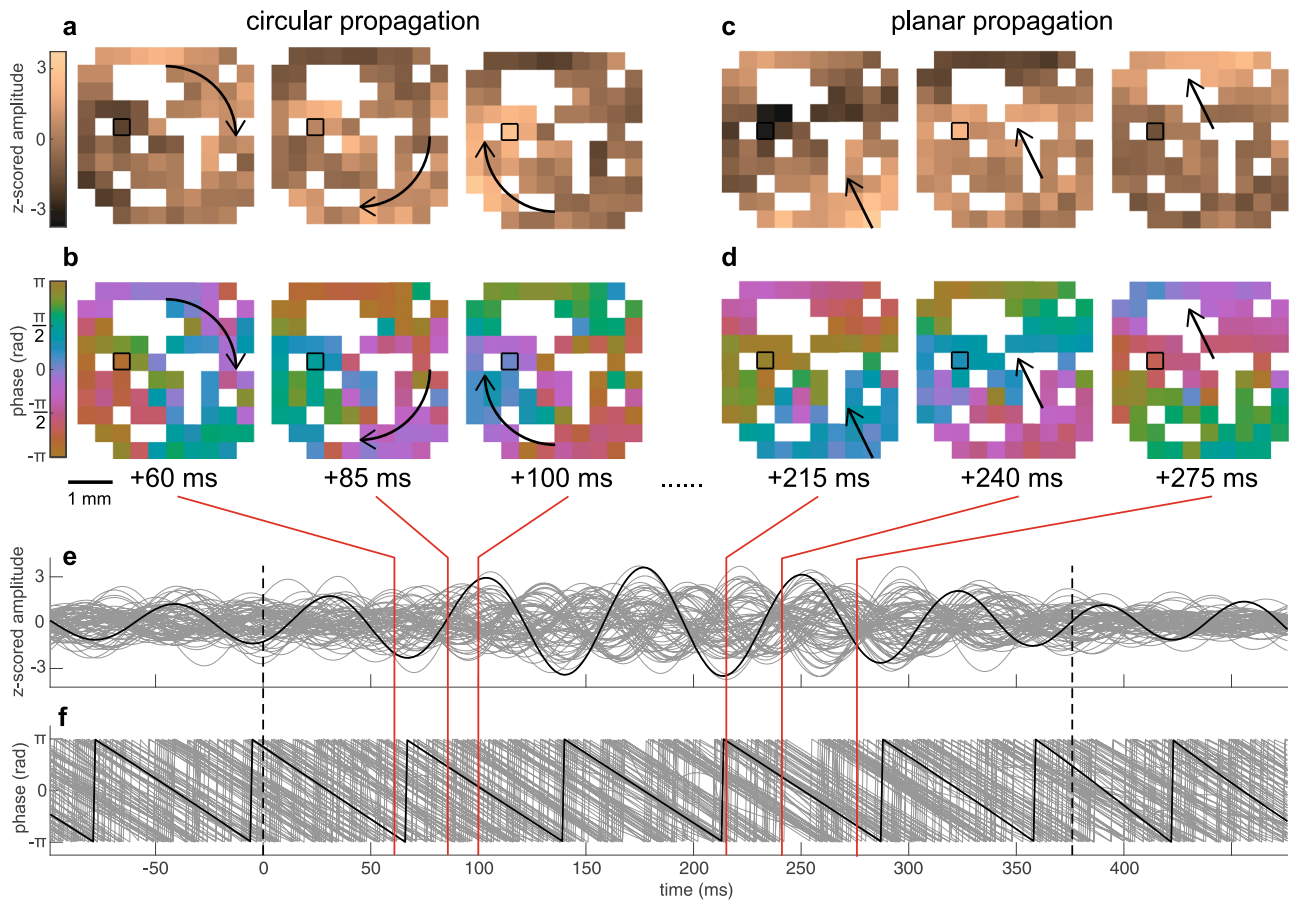 a circular propagation c planar propagation
z-scored amplitude
3
0
-3
b d
phase (rad)
π
π
2
0
-π
2
-π
+60 ms +85 ms +100 ms ...... +215 ms +240 ms +275 ms
1 mm
e
z-scored amplitude
3
0
-3
f
phase (rad)
π
0
-π
-50 0 50 100 150 200 250 300 350 400
time (ms)